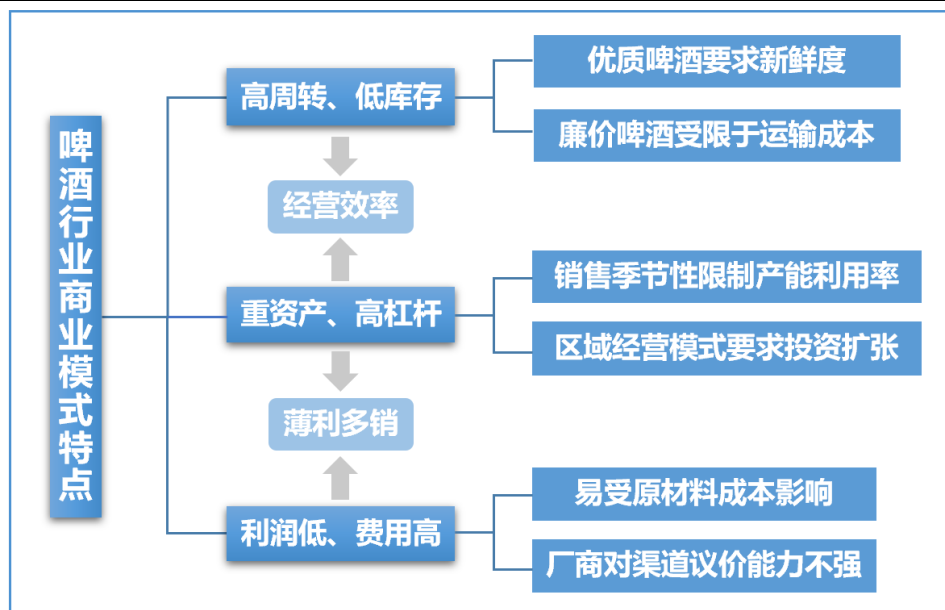 啤酒行业商业模式特点
高周转、低库存
优质啤酒要求新鲜度
廉价啤酒受限于运输成本
经营效率
重资产、高杠杆
销售季节性限制产能利用率
区域经营模式要求投资扩张
薄利多销
利润低、费用高
易受原材料成本影响
厂商对渠道议价能力不强